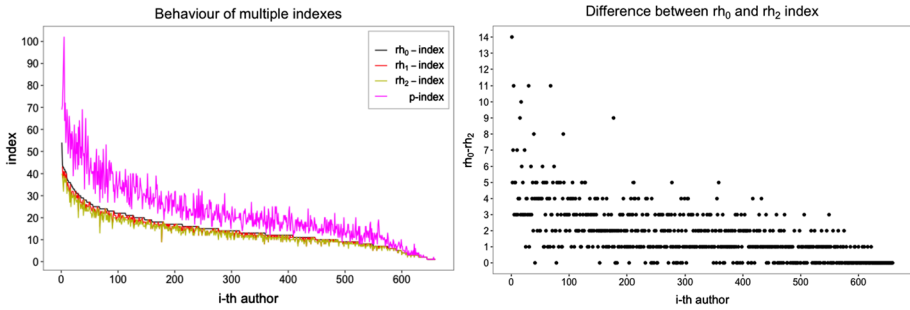 Behaviour of multiple indexes
100
90
80
70
60
50
40
30
20
10
0
index
rh₀ – index
rh₁ – index
rh₂ – index
p-index
0 100 200 300 400 500 600
i-th author
Difference between rh₀ and rh₂ index
14
13
12
11
10
9
8
7
6
5
4
3
2
1
0
rh₀-rh₂
0 100 200 300 400 500 600
i-th author